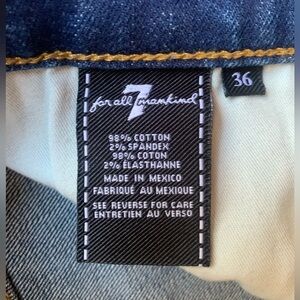 7
for all mankind
36
98% COTTON
2% SPANDEX
98% COTON
2% ÉLASTHANNE
MADE IN MEXICO
FABRIQUÉ AU MEXIQUE
SEE REVERSE FOR CARE
ENTRETIEN AU VERSO